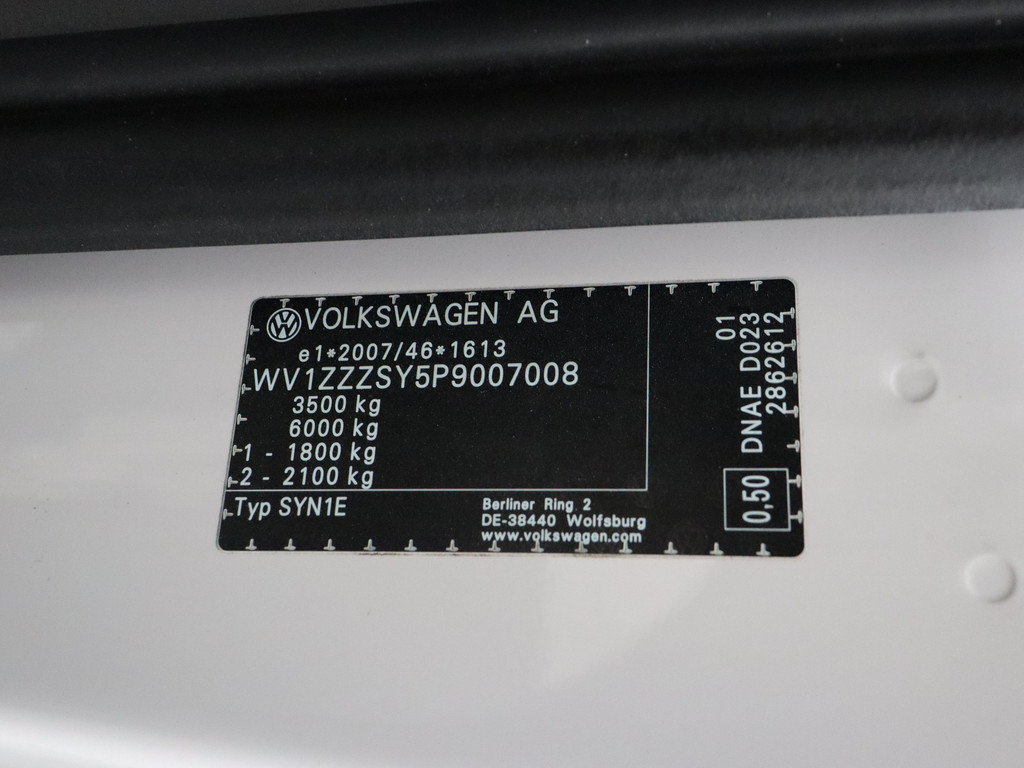 VOLKSWAGEN AG
e1*2007/46*1613
WV1ZZZSY5P9007008
3500 kg
6000 kg
1 - 1800 kg
2 - 2100 kg
Typ SYN1E
Berliner Ring 2
DE-38440 Wolfsburg
www.volkswagen.com
01
0,50 DNAE D023
2862612